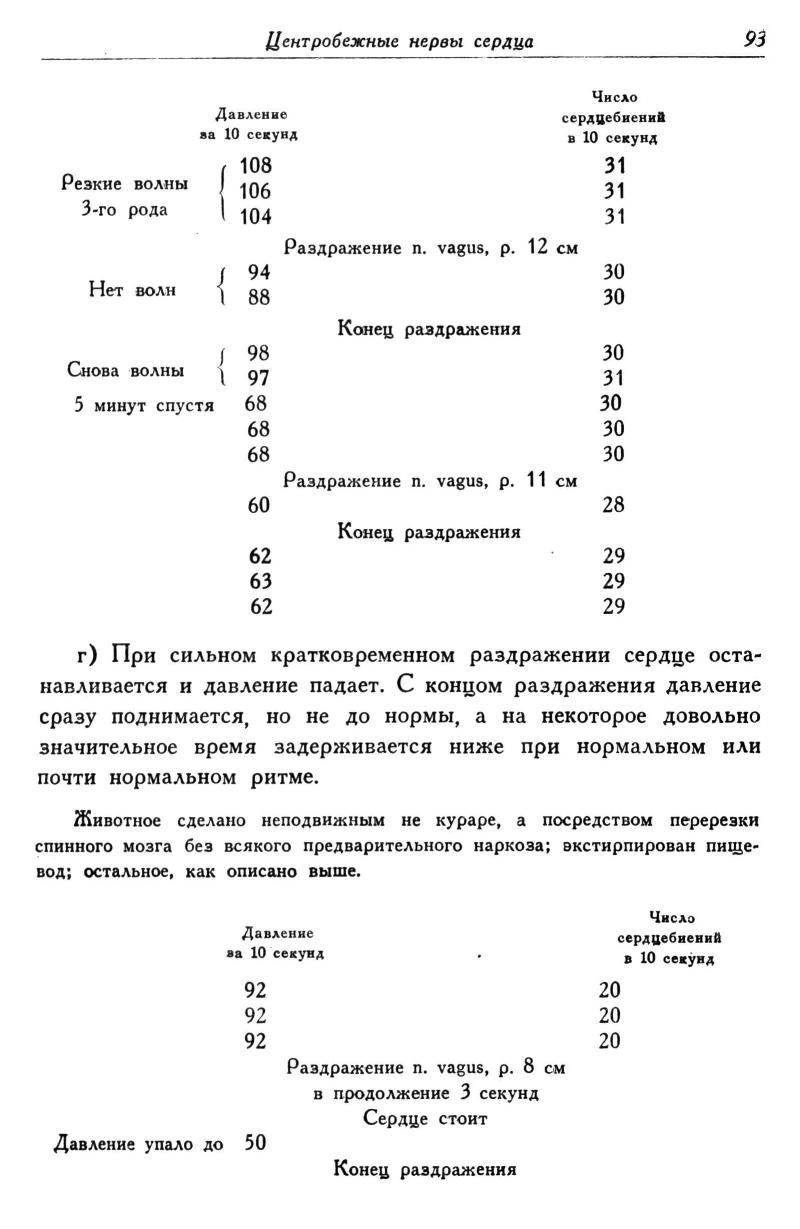 Центробежные нервы сердца 93
Давление
за 10 секунд
Число
сердцебиений
в 10 секунд
Резкие волны
3-го рода
108 31
106 31
104 31
Раздражение n. vagus, р. 12 см
Нет волн
94 30
88 30
Конец раздражения
Снова волны
98 30
97 31
5 минут спустя 68 30
68 30
68 30
Раздражение n. vagus, р. 11 см
60 28
Конец раздражения
62 29
63 29
62 29
г) При сильном кратковременном раздражении сердце оста-
навливается и давление падает. С концом раздражения давление
сразу поднимается, но не до нормы, а на некоторое довольно
значительное время задерживается ниже при нормальном или
почти нормальном ритме.
Животное сделано неподвижным не кураре, а посредством перерезки
спинного мозга без всякого предварительного наркоза; экстирпирован пище-
вод; остальное, как описано выше.
Давление
за 10 секунд
Число
сердцебиений
в 10 секунд
92 20
92 20
92 20
Раздражение n. vagus, р. 8 см
в продолжение 3 секунд
Сердце стоит
Давление упало до 50
Конец раздражения